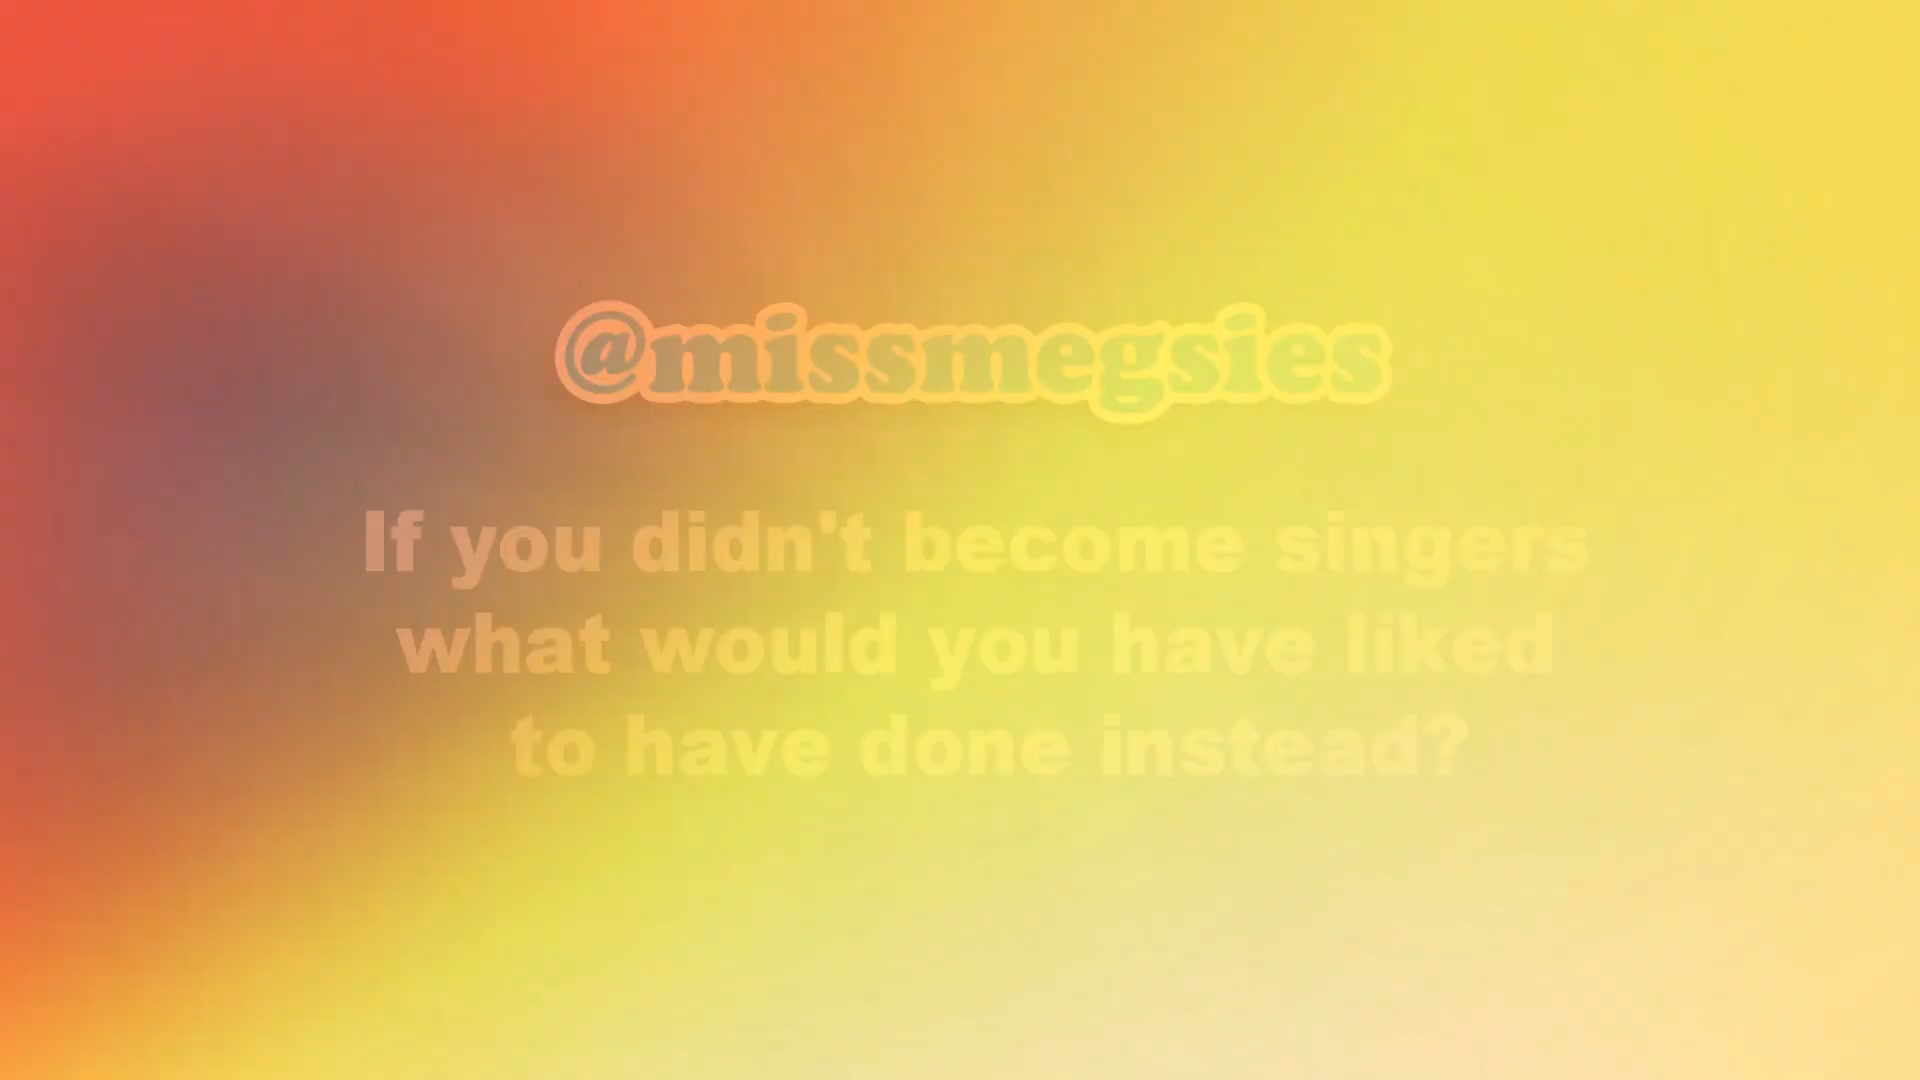 @missmegsies
If you didn't become singers
what would you have liked
to have done instead?